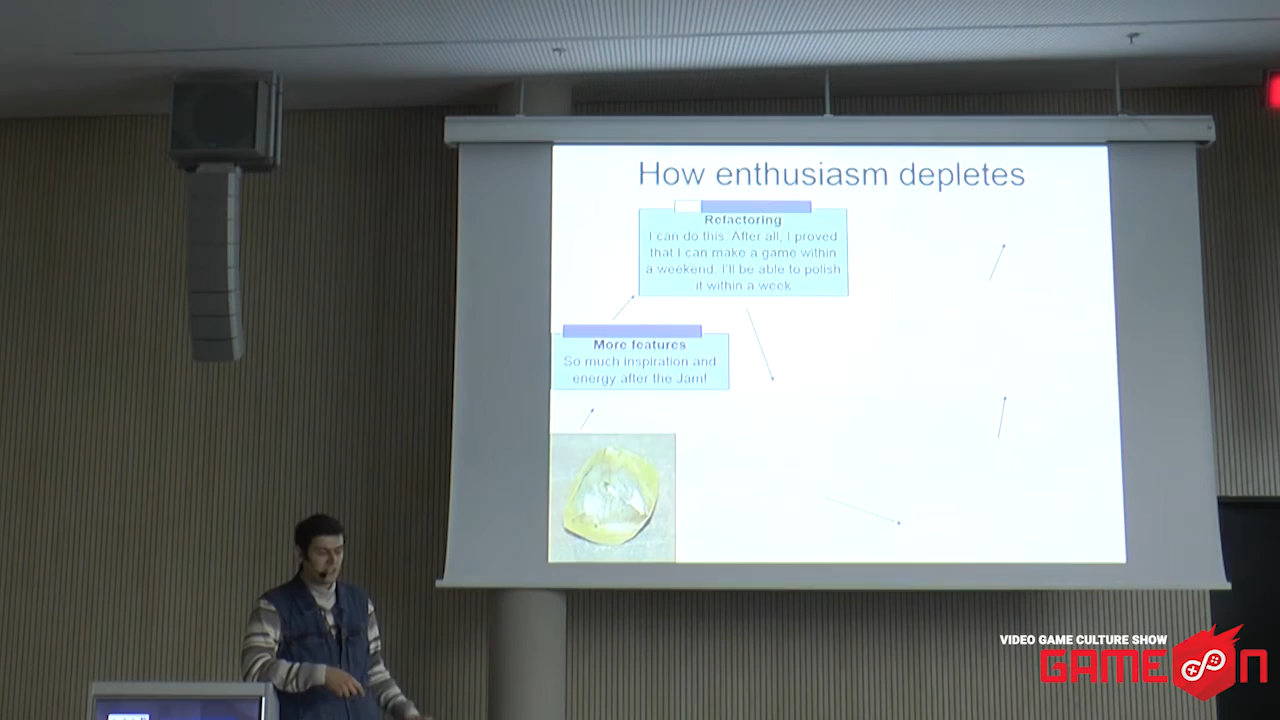 How enthusiasm depletes
Refactoring
I can do this. After all, I proved
that I can make a game within
a weekend. I'll be able to polish
it within a week
More features
So much inspiration and
energy after the Jam!
VIDEO GAME CULTURE SHOW
GAMEON